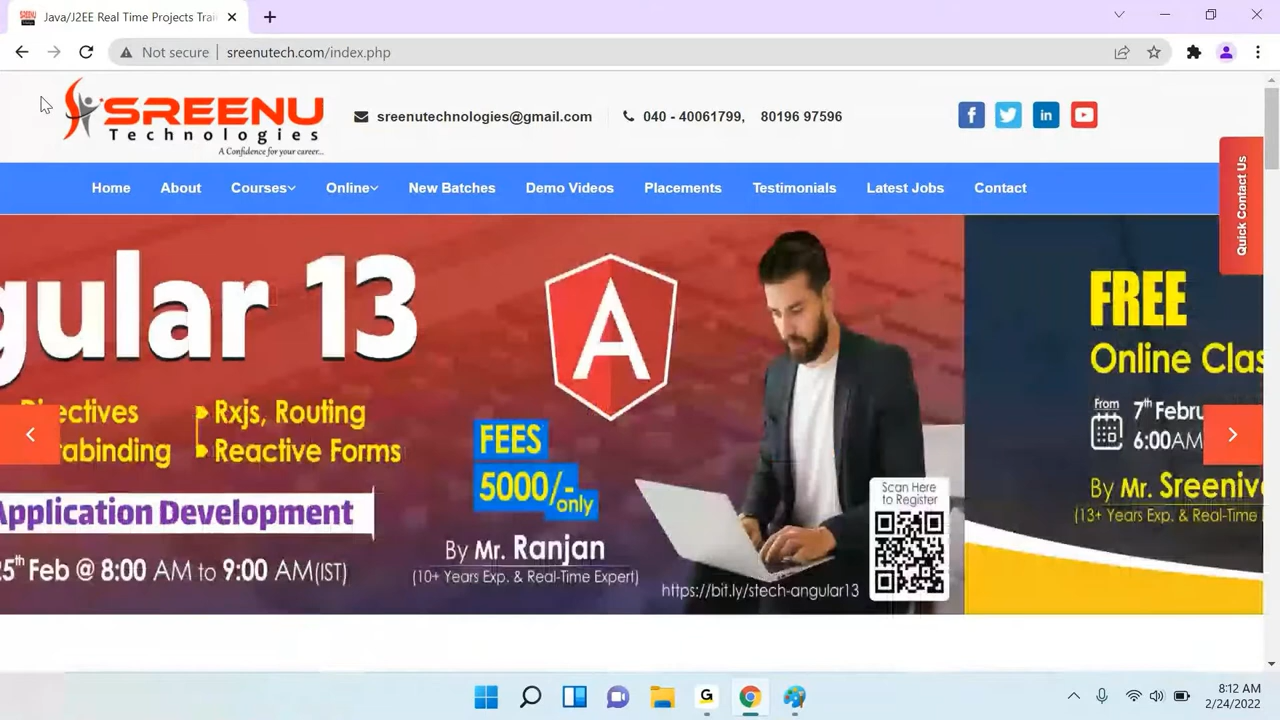 SREENU
Java/J2EE Real Time Projects Trai
Not secure
sreenutech.com/index.php
SREENU
Technologies
A Confidence for your career...
sreenutechnologies@gmail.com
040 - 40061799, 80196 97596
Home About Courses Online New Batches Demo Videos Placements Testimonials Latest Jobs Contact
Quick Contact Us
gular 13
Directives
Rxjs, Routing
tabinding
Reactive Forms
Application Development
5th Feb @ 8:00 AM to 9:00 AM(IST)
A
FEES
5000/-only
By Mr. Ranjan
(10+ Years Exp. & Real-Time Expert)
https://bit.ly/stech-angular13
Scan Here
to Register
FREE
Online Clas
From
7th Febru
6:00AM
By Mr. Sreeniv
(13+ Years Exp. & Real-Time
G
8:12 AM
2/24/2022